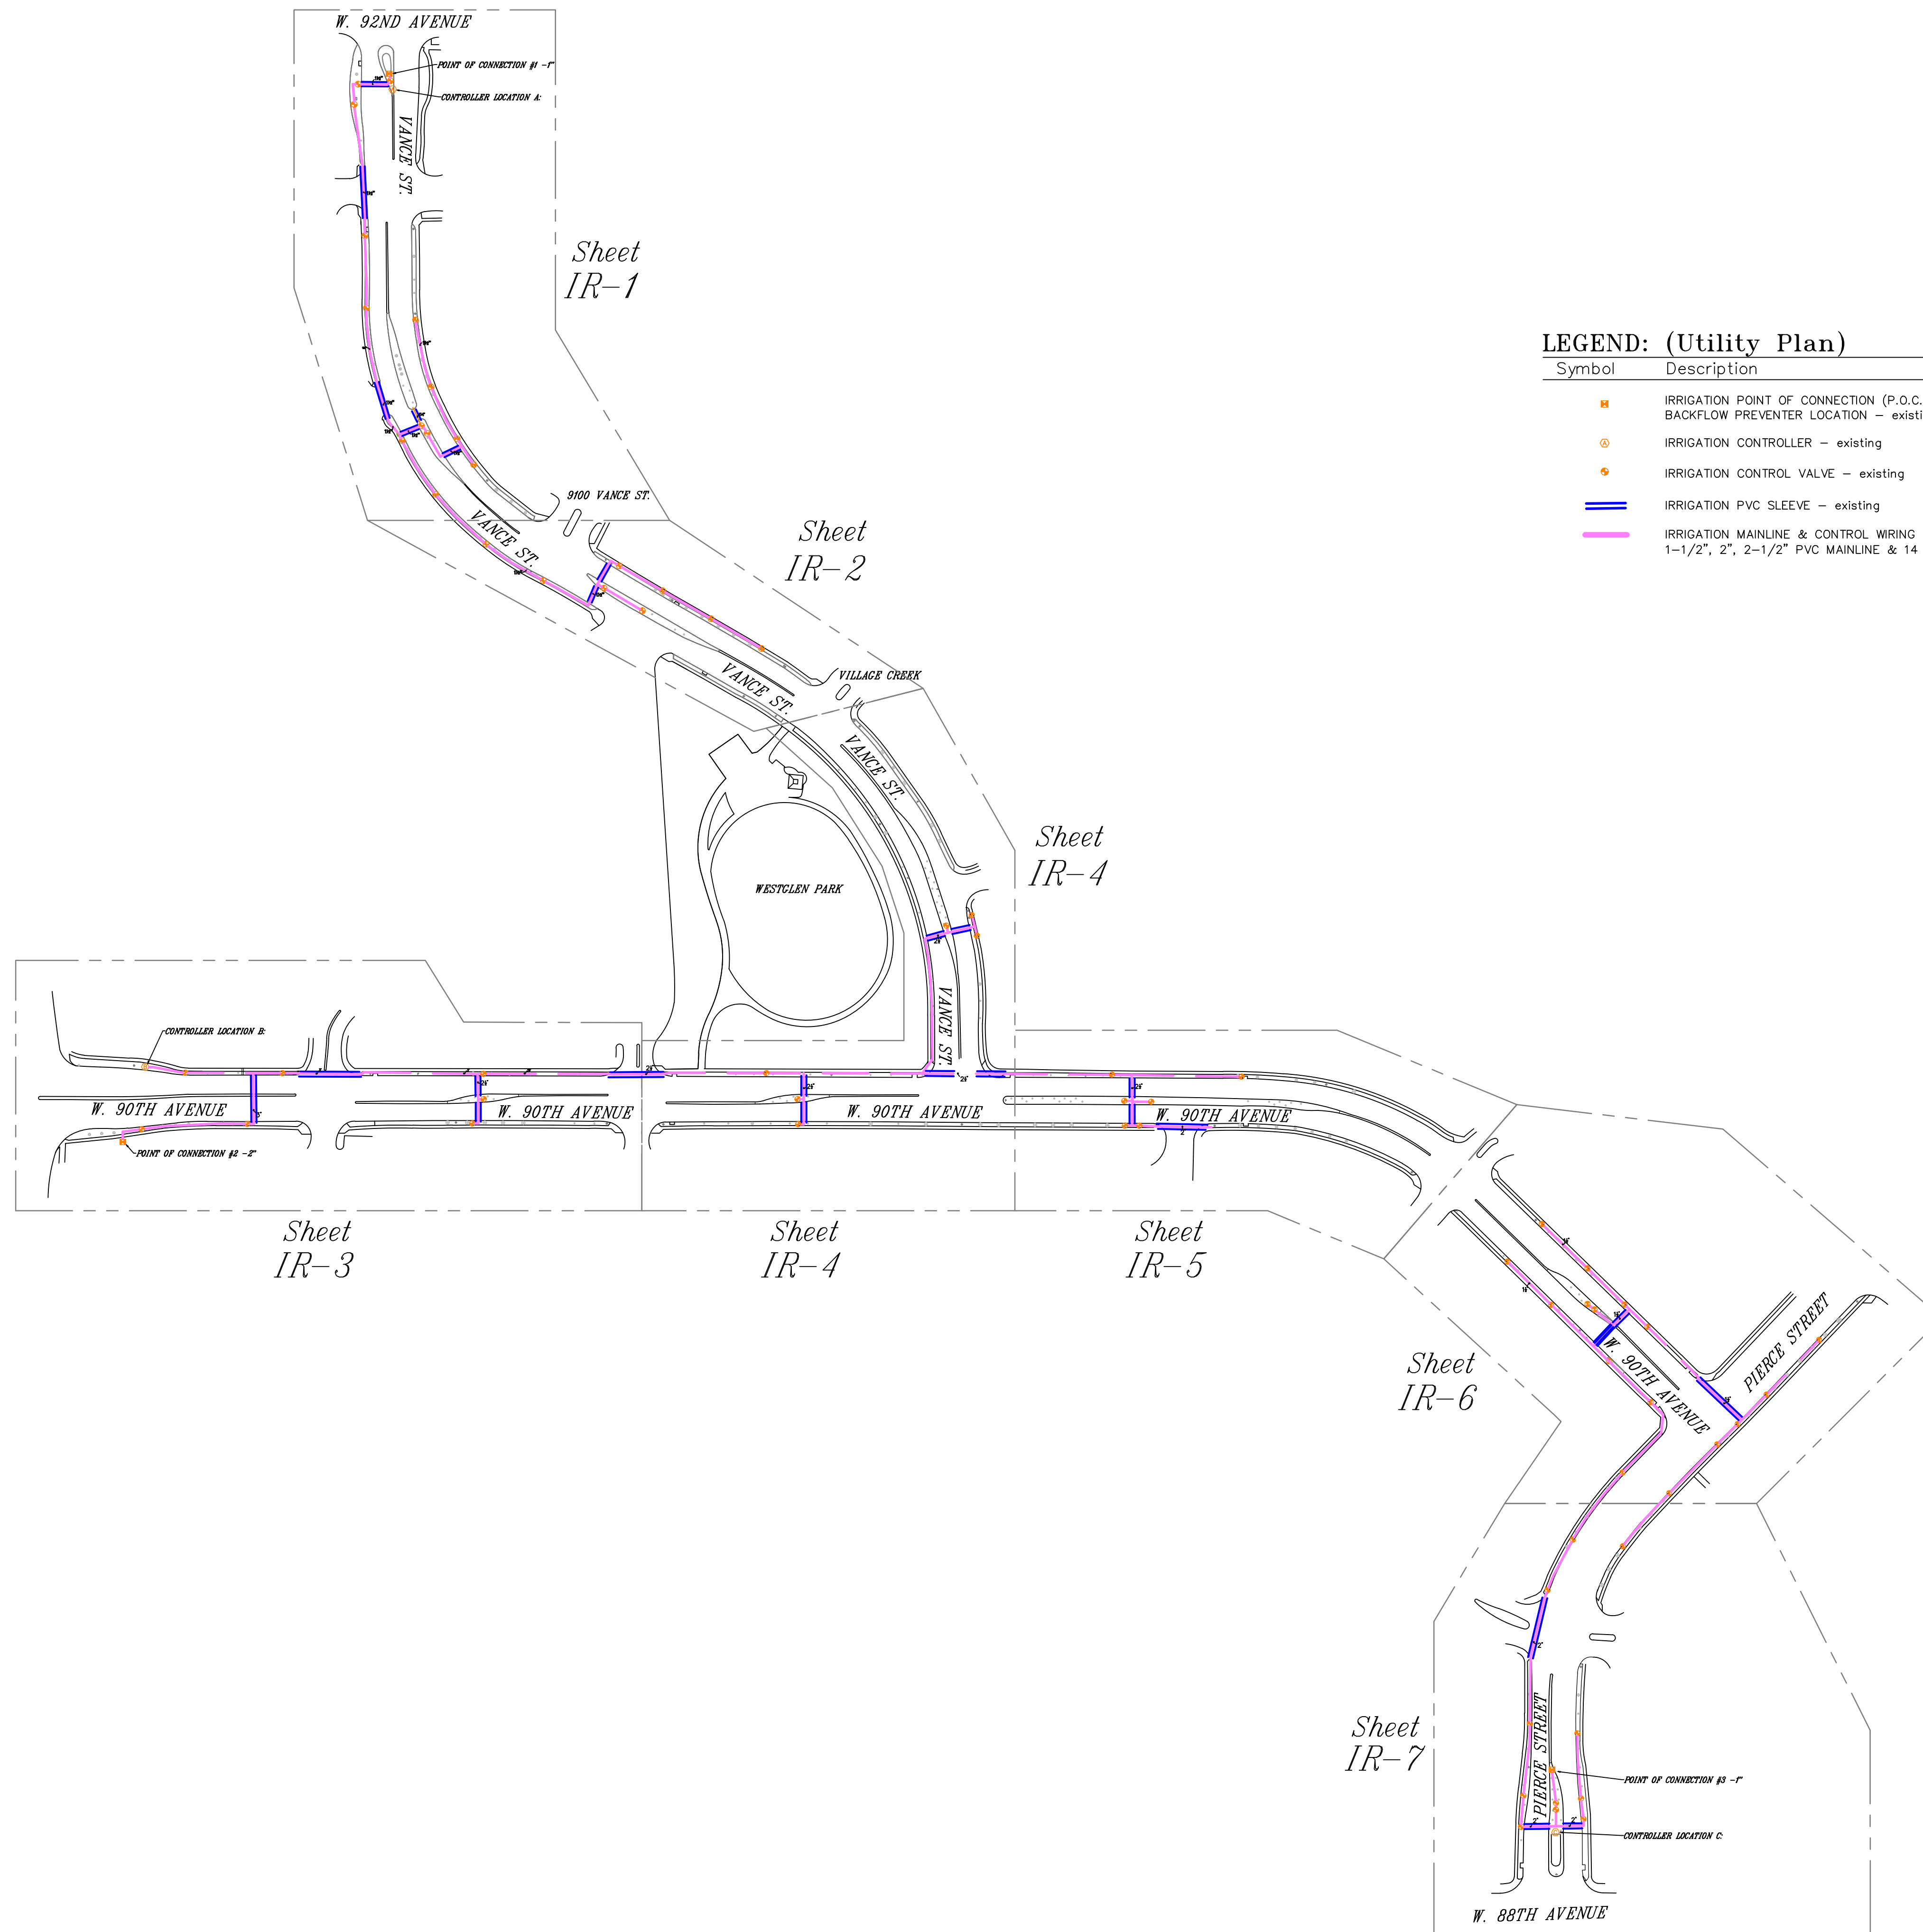 W. 92ND AVENUE
POINT OF CONNECTION #1 -1"
CONTROLLER LOCATION A:
VANCE ST.
Sheet
IR-1
LEGEND: (Utility Plan)
Symbol Description
IRRIGATION POINT OF CONNECTION (P.O.C.
BACKFLOW PREVENTER LOCATION – existi
IRRIGATION CONTROLLER – existing
IRRIGATION CONTROL VALVE – existing
IRRIGATION PVC SLEEVE – existing
IRRIGATION MAINLINE & CONTROL WIRING
1-1/2", 2", 2-1/2" PVC MAINLINE & 14
9100 VANCE ST.
VANCE ST.
Sheet
IR-2
VILLAGE CREEK
VANCE ST.
VANCE ST.
Sheet
IR-4
WESTGLEN PARK
VANCE ST.
CONTROLLER LOCATION B:
W. 90TH AVENUE
W. 90TH AVENUE
W. 90TH AVENUE
W. 90TH AVENUE
POINT OF CONNECTION #2 -2"
Sheet
IR-3
Sheet
IR-4
Sheet
IR-5
PIERCE STREET
W. 90TH AVENUE
Sheet
IR-6
2"
PIERCE STREET
Sheet
IR-7
POINT OF CONNECTION #3 -1"
2"
2"
CONTROLLER LOCATION C:
W. 88TH AVENUE